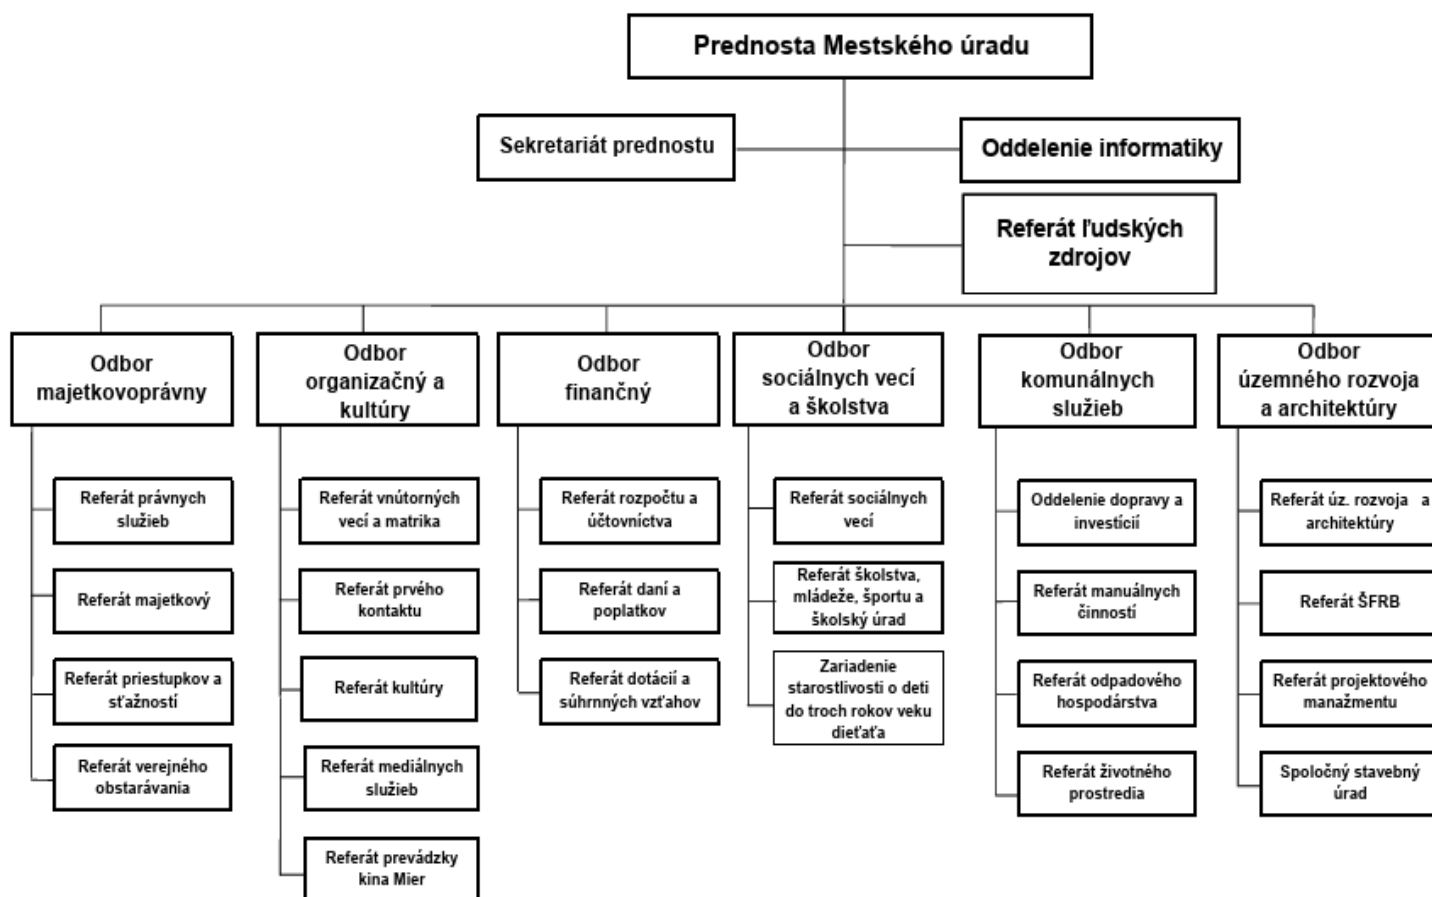 Prednosta Mestského úradu
Sekretariát prednostu
Oddelenie informatiky
Referát ľudských
zdrojov
Odbor
majetkovoprávny
Odbor
organizačný a
kultúry
Odbor
finančný
Odbor
sociálnych vecí
a školstva
Odbor
komunálnych
služieb
Odbor
územného rozvoja
a architektúry
Referát právnych
služieb
Referát majetkový
Referát priestupkov a
sťažností
Referát verejného
obstarávania
Referát vnútorných
vecí a matrika
Referát prvého
kontaktu
Referát kultúry
Referát mediálnych
služieb
Referát prevádzky
kina Mier
Referát rozpočtu a
účtovníctva
Referát daní a
poplatkov
Referát dotácií a
súhrnných vzťahov
Referát sociálnych
vecí
Referát školstva,
mládeže, športu a
školský úrad
Zariadenie
starostlivosti o deti
do troch rokov veku
dieťaťa
Oddelenie dopravy a
investícií
Referát manuálnych
činností
Referát odpadového
hospodárstva
Referát životného
prostredia
Referát úz. rozvoja a
architektúry
Referát ŠFRB
Referát projektového
manažmentu
Spoločný stavebný
úrad